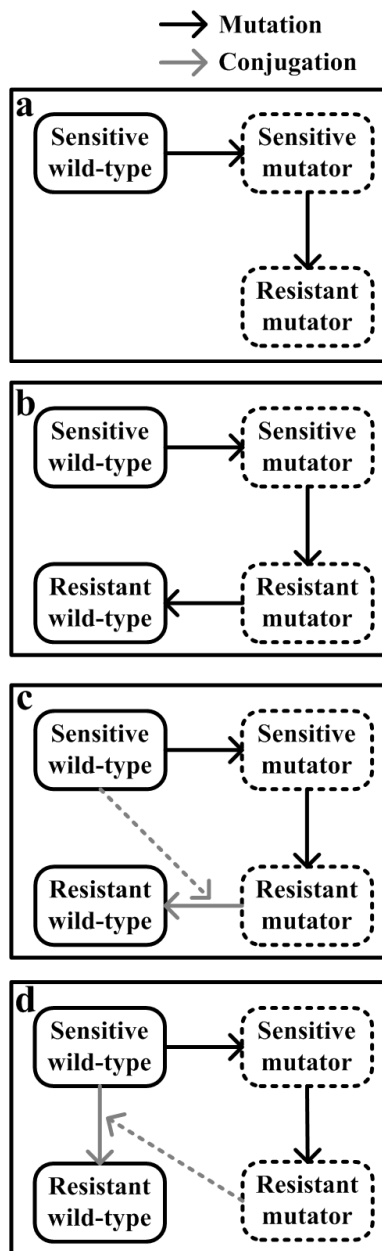 Mutation
Conjugation
a
Sensitive
wild-type
Sensitive
mutator
Resistant
mutator
b
Sensitive
wild-type
Sensitive
mutator
Resistant
wild-type
Resistant
mutator
c
Sensitive
wild-type
Sensitive
mutator
Resistant
wild-type
Resistant
mutator
d
Sensitive
wild-type
Sensitive
mutator
Resistant
wild-type
Resistant
mutator